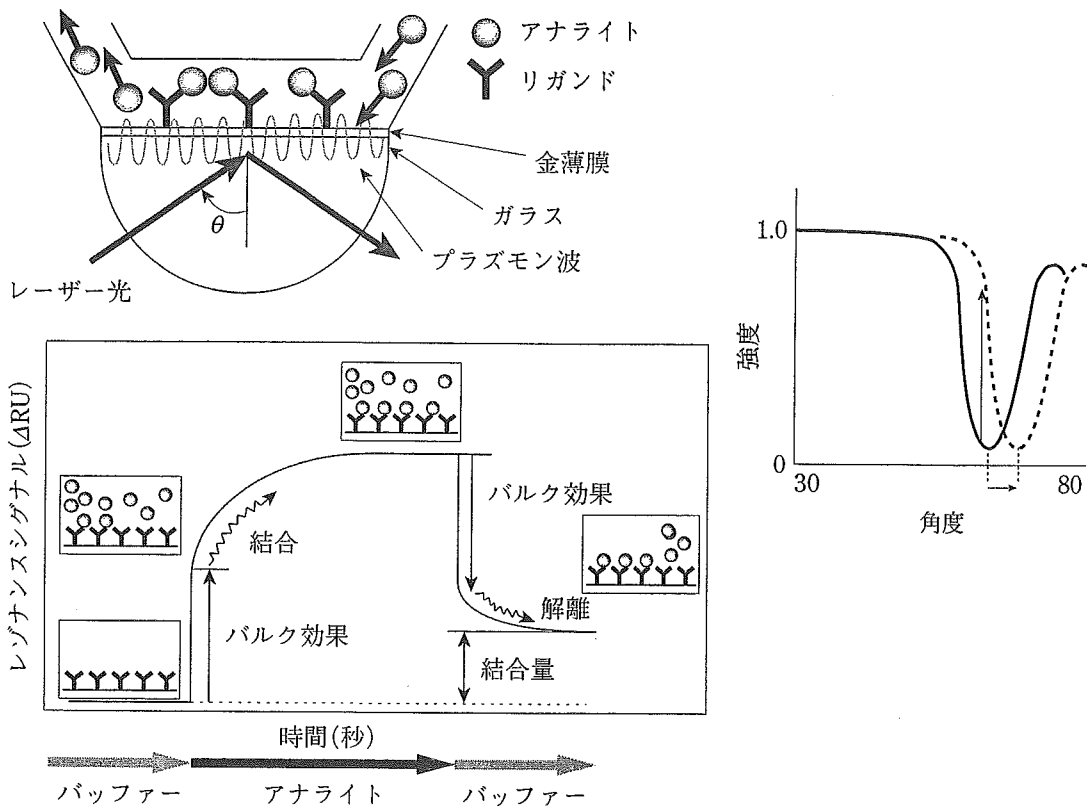 アナライト
リガンド
金薄膜
ガラス
プラズモン波
θ
レーザー光
1.0
強度
0
30
80
角度
レゾナンスシグナル(ΔRU)
バルク効果
結合
解離
バルク効果
結合量
時間(秒)
バッファー
アナライト
バッファー